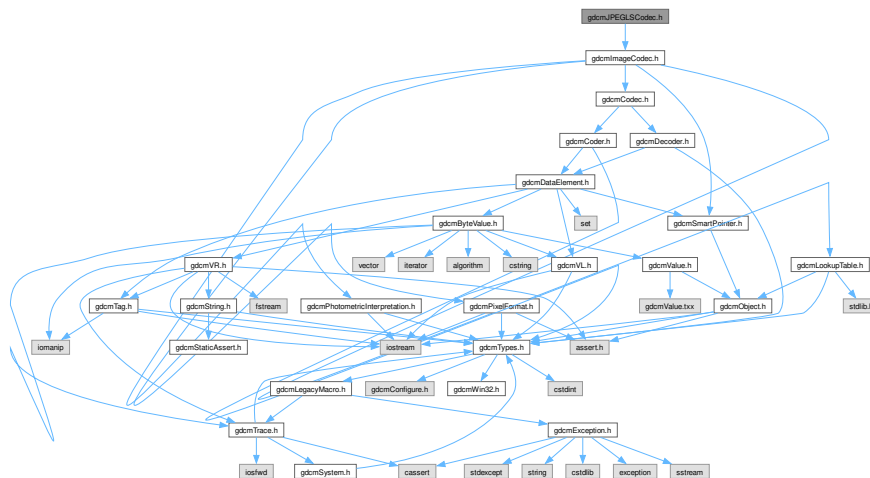 gdcmJPEGLSCodec.h
gdcmImageCodec.h
gdcmCodec.h
gdcmCoder.h
gdcmDecoder.h
gdcmDataElement.h
gdcmByteValue.h
set
gdcmSmartPointer.h
gdcmVR.h
vector
iterator
algorithm
cstring
gdcmVL.h
gdcmValue.h
gdcmLookupTable.h
gdcmTag.h
gdcmString.h
fstream
gdcmPhotometricInterpretation.h
gdcmPixelFormat.h
gdcmValue.txx
gdcmObject.h
stdlib.h
iomanip
gdcmStaticAssert.h
iostream
gdcmTypes.h
assert.h
gdcmLegacyMacro.h
gdcmConfigure.h
gdcmWin32.h
cstdint
gdcmTrace.h
gdcmException.h
iosfwd
gdcmSystem.h
cassert
stdexcept
string
cstdlib
exception
sstream